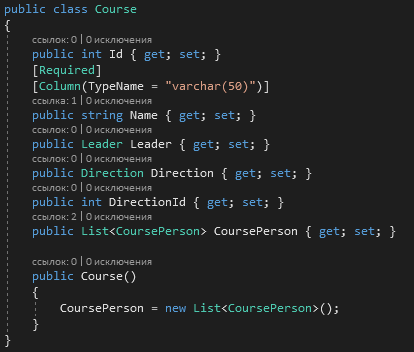 public class Course
{
ссылок: 0 | 0 исключения
public int Id { get; set; }
[Required]
[Column(TypeName = "varchar(50)")]
ссылка: 1 | 0 исключения
public string Name { get; set; }
ссылок: 0 | 0 исключения
public Leader Leader { get; set; }
ссылок: 0 | 0 исключения
public Direction Direction { get; set; }
ссылок: 0 | 0 исключения
public int DirectionId { get; set; }
ссылок: 2 | 0 исключения
public List<CoursePerson> CoursePerson { get; set; }
ссылок: 0 | 0 исключения
public Course()
{
CoursePerson = new List<CoursePerson>();
}
}